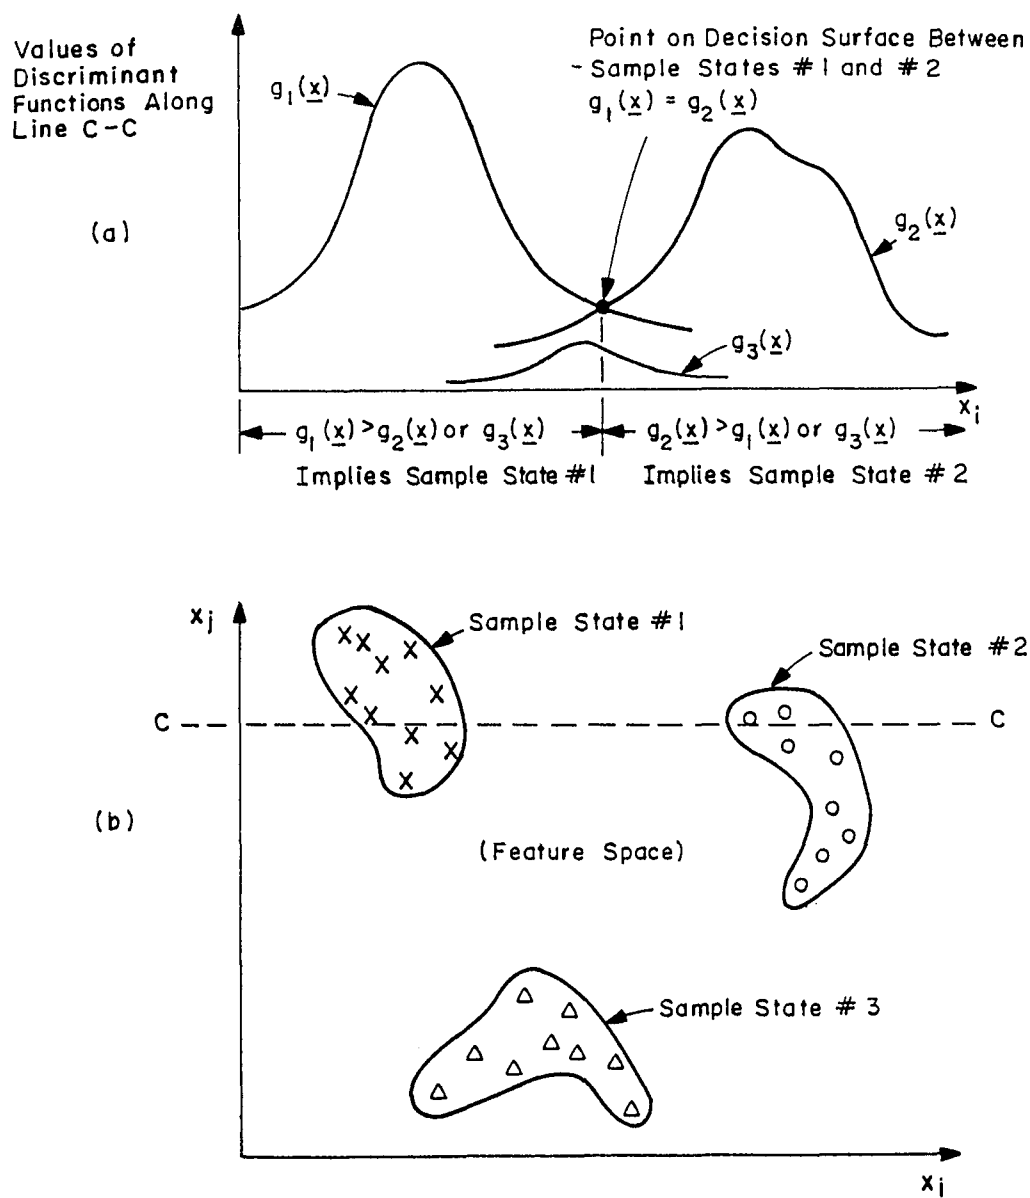 Values of
Discriminant
Functions Along
Line C-C
Point on Decision Surface Between
Sample States #1 and #2
g₁(x) = g₂(x)
g₁(x)
(a)
g₂(x)
g₃(x)
xᵢ
g₁(x) > g₂(x) or g₃(x)
g₂(x) > g₁(x) or g₃(x)
Implies Sample State #1
Implies Sample State #2
xⱼ
Sample State #1
Sample State #2
C
C
(b)
(Feature Space)
Sample State #3
xᵢ